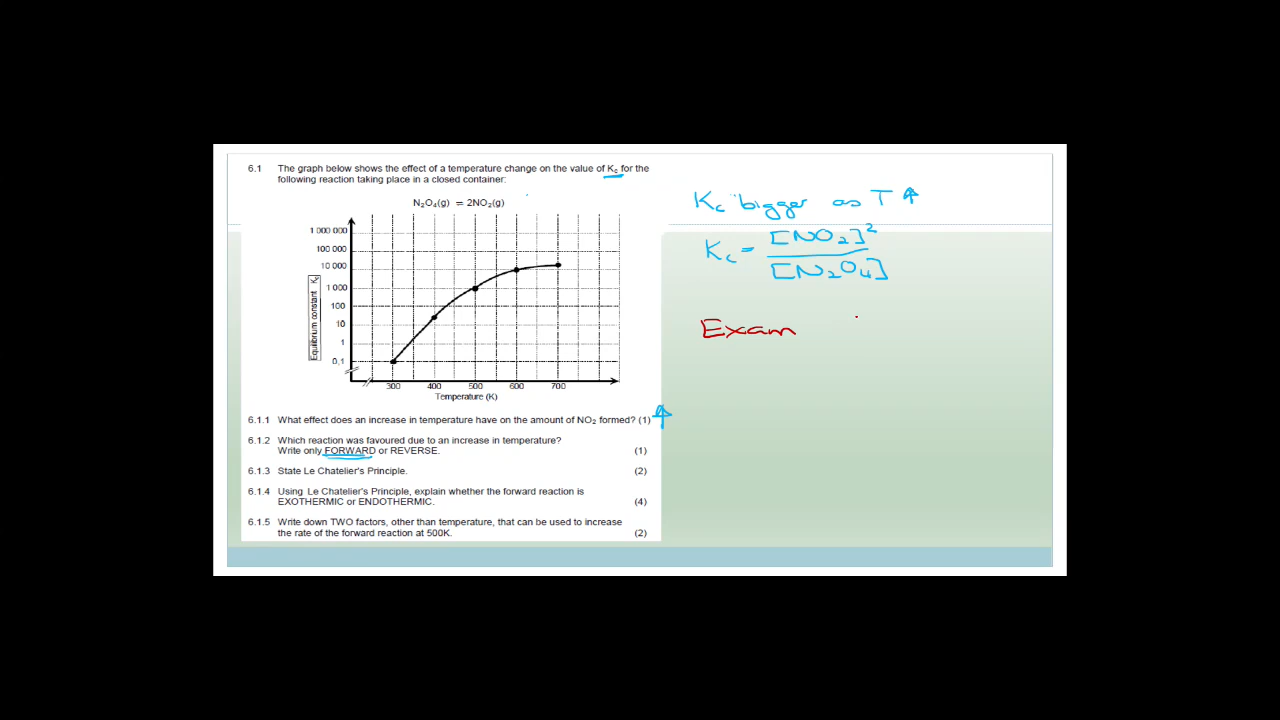 6.1 The graph below shows the effect of a temperature change on the value of Kc for the
following reaction taking place in a closed container:
N₂O₄(g) = 2NO₂(g)
1 000 000
100 000
10 000
1 000
100
10
1
0,1
Equilibrium constant Kc
300 400 500 600 700
Temperature (K)
6.1.1 What effect does an increase in temperature have on the amount of NO₂ formed? (1) ↑
6.1.2 Which reaction was favoured due to an increase in temperature?
Write only FORWARD or REVERSE. (1)
6.1.3 State Le Chatelier's Principle. (2)
6.1.4 Using Le Chatelier's Principle, explain whether the forward reaction is
EXOTHERMIC or ENDOTHERMIC. (4)
6.1.5 Write down TWO factors, other than temperature, that can be used to increase
the rate of the forward reaction at 500K. (2)
Kc bigger as T ↑
Kc = [NO₂]²
[N₂O₄]
Exam